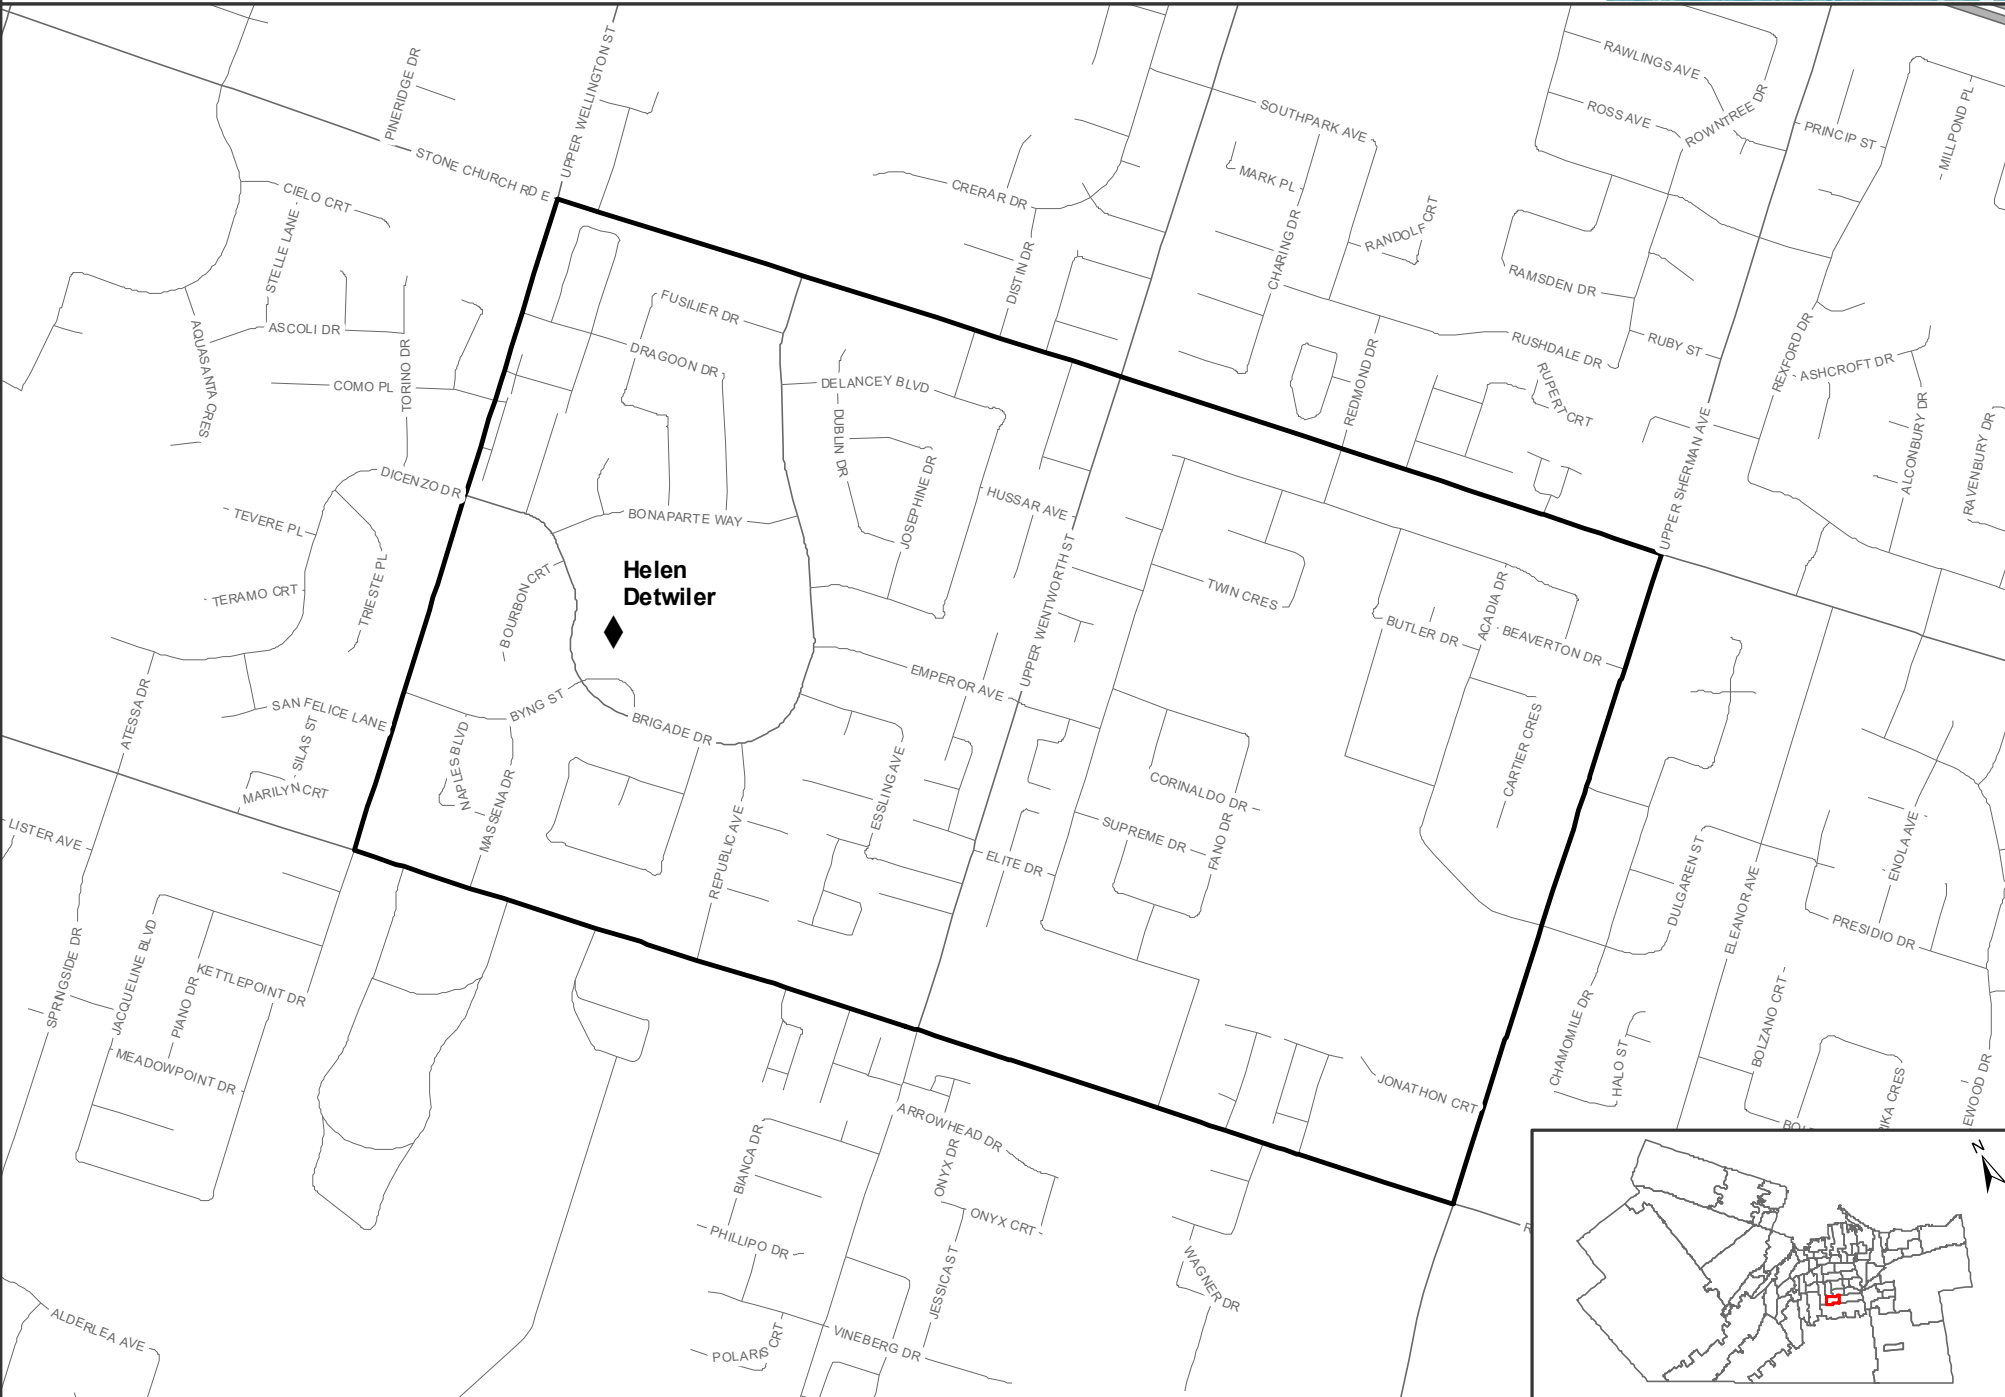 UPPER WELLINGTON ST
PINERIDGE DR
STONE CHURCH RD E
CIELO CRT
STELLE LANE
ASCOLI DR
AQUASANTA CRES
COMO PL
TORINO DR
DICENZO DR
TEVERE PL
TERAMO CRT
TRIESTE PL
ATESSA DR
SAN FELICE LANE
SILAS ST
MARILYN CRT
LISTER AVE
SPRINGSIDE DR
JACQUELINE BLVD
PIANO DR
KETTLEPOINT DR
MEADOWPOINT DR
ALDERLEA AVE
FUSILIER DR
DRAGOON DR
DELANCEY BLVD
DUBLIN DR
JOSEPHINE DR
HUSSAR AVE
BONAPARTE WAY
Helen
Detwiler
BOURBON CRT
BYNG ST
BRIGADE DR
NAPLES BLVD
MASSENA DR
REPUBLIC AVE
ESSLING AVE
EMPEROR AVE
UPPER WENTWORTH ST
ELITE DR
SUPREME DR
FANO DR
CORINALDO DR
TWIN CRES
BUTLER DR
ACADIA DR
BEAVERTON DR
CARTIER CRES
JONATHON CRT
CRERAR DR
DISTIN DR
SOUTHPARK AVE
MARK PL
CHARING DR
RANDOLF CRT
REDMOND DR
RAWLINGS AVE
ROSS AVE
ROWNTREE DR
RAMSDEN DR
RUSHDALE DR
RUBY ST
RUPERT CRT
UPPER SHERMAN AVE
PRINCIP ST
MILLPOND PL
REXFORD DR
ASHCROFT DR
ALCONBURY DR
RAVENBURY DR
DULGAREN ST
ELEANOR AVE
ENOLA AVE
PRESIDIO DR
CHAMOMILE DR
HALO ST
BOLZANO CRT
RIKA CRES
EWOOD DR
ARROWHEAD DR
BIANCA DR
ONYX DR
ONYX CRT
PHILLIPO DR
JESSICA ST
VINEBERG DR
POLARIS CRT
WAGNER DR
R
N